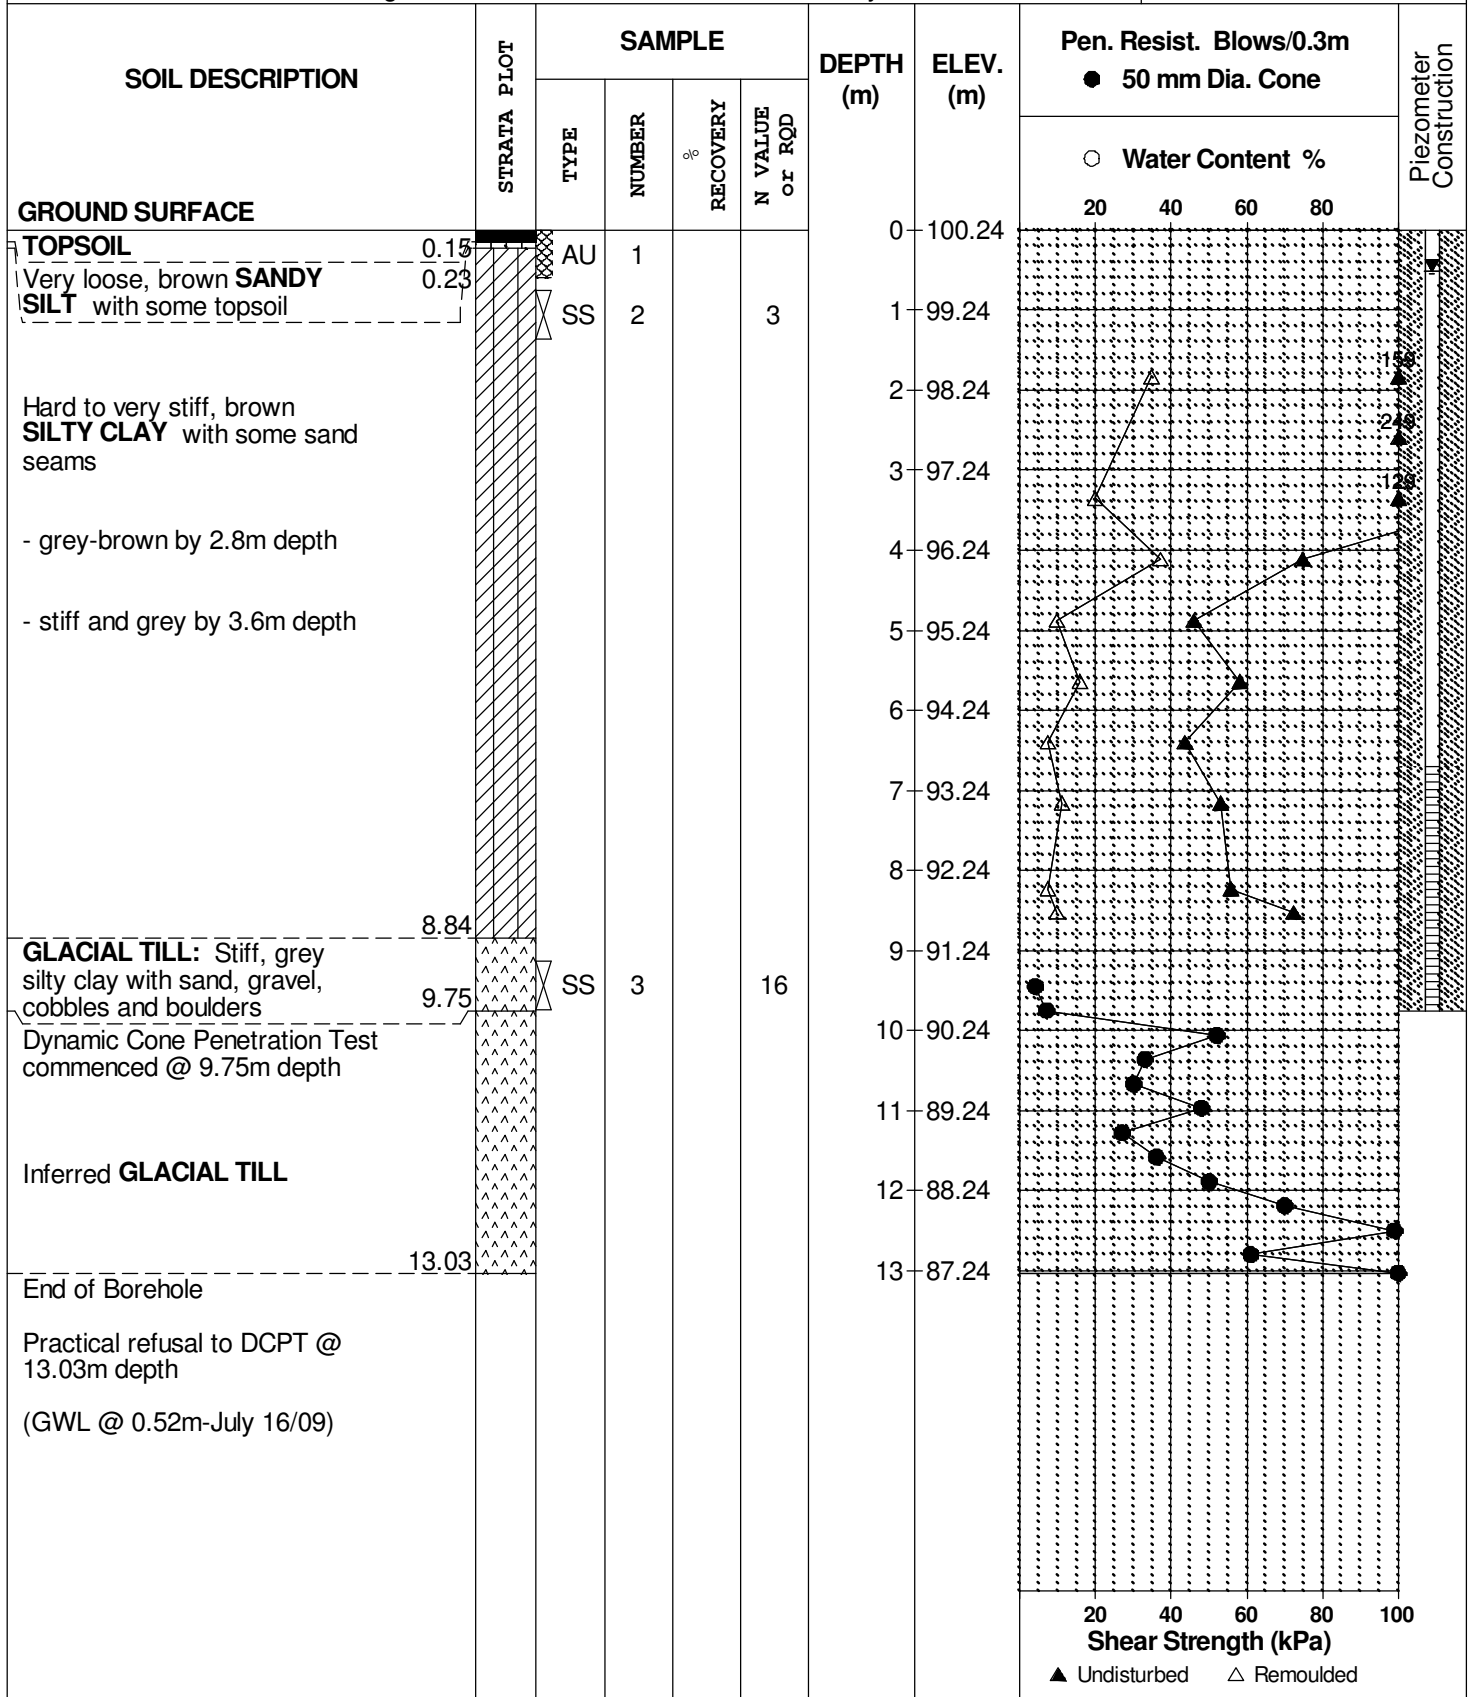 SOIL DESCRIPTION
STRATA PLOT
SAMPLE
TYPE
NUMBER
% RECOVERY
N VALUE or RQD
DEPTH (m)
ELEV. (m)
Pen. Resist. Blows/0.3m
● 50 mm Dia. Cone
○ Water Content %
Piezometer Construction
GROUND SURFACE
20 40 60 80
0 100.24
TOPSOIL 0.15
AU 1
Very loose, brown SANDY 0.23
SILT with some topsoil
SS 2 3
1 99.24
2 98.24
Hard to very stiff, brown
SILTY CLAY with some sand
seams
3 97.24
129
- grey-brown by 2.8m depth
4 96.24
- stiff and grey by 3.6m depth
5 95.24
6 94.24
7 93.24
8 92.24
8.84
GLACIAL TILL: Stiff, grey
9 91.24
silty clay with sand, gravel,
SS 3 16
cobbles and boulders 9.75
10 90.24
Dynamic Cone Penetration Test
commenced @ 9.75m depth
11 89.24
Inferred GLACIAL TILL
12 88.24
13.03
13 87.24
End of Borehole
Practical refusal to DCPT @
13.03m depth
(GWL @ 0.52m-July 16/09)
20 40 60 80 100
Shear Strength (kPa)
▲ Undisturbed △ Remoulded